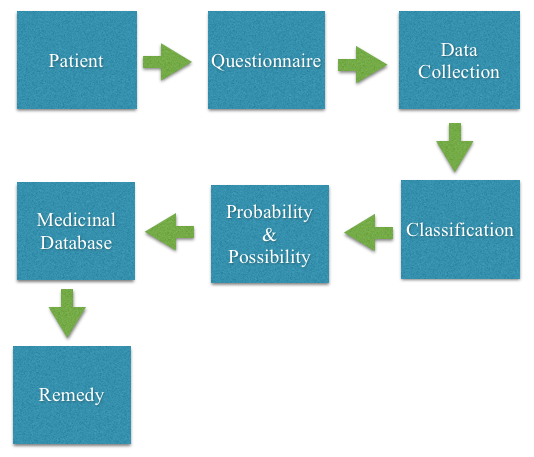 Patient
Questionnaire
Data
Collection
Classification
Probability
&
Possibility
Medicinal
Database
Remedy